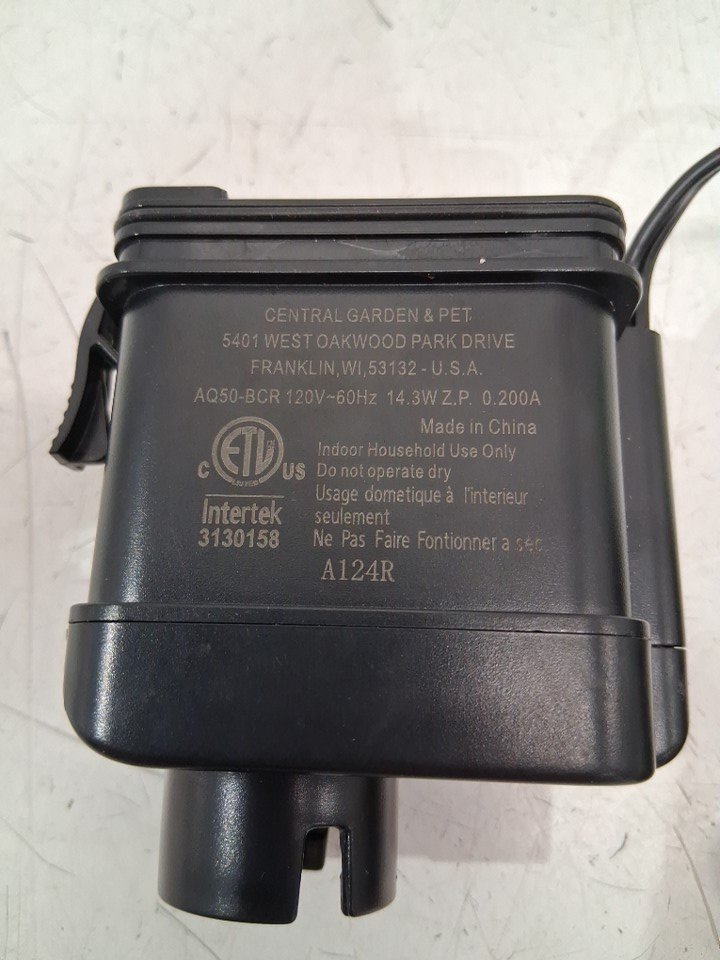 CENTRAL GARDEN & PET
5401 WEST OAKWOOD PARK DRIVE
FRANKLIN,WI,53132 - U.S.A.
AQ50-BCR 120V~60Hz 14.3W Z.P. 0.200A
Made in China
C ETL US
Intertek
3130158
Indoor Household Use Only
Do not operate dry
Usage dometique à l'interieur
seulement
Ne Pas Faire Fontionner a sec
A124R